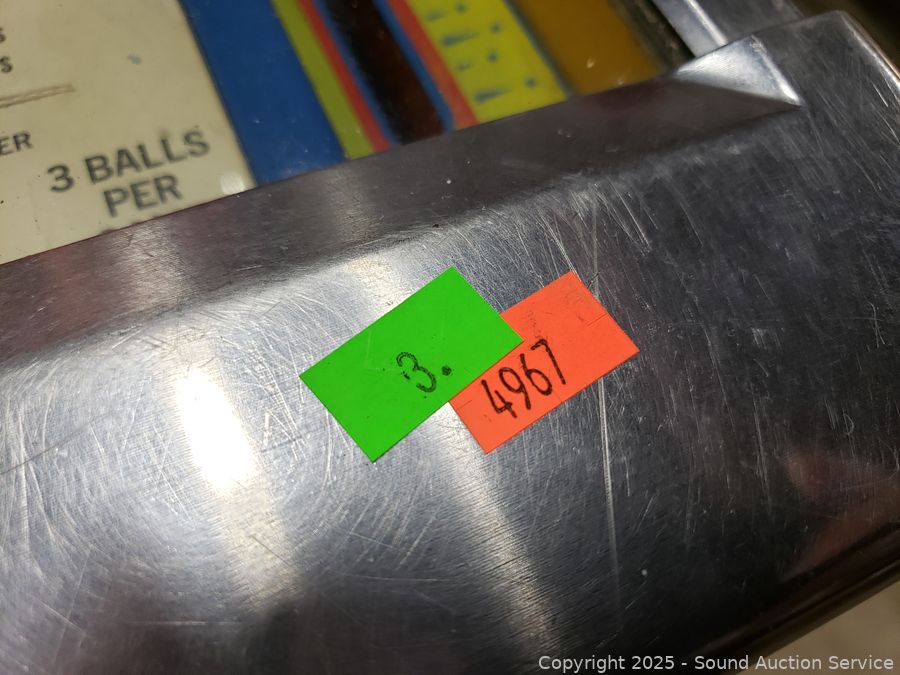 S
S
ER
3 BALLS
PER
3.
4967
Copyright © 2025 - Sound Auction Service